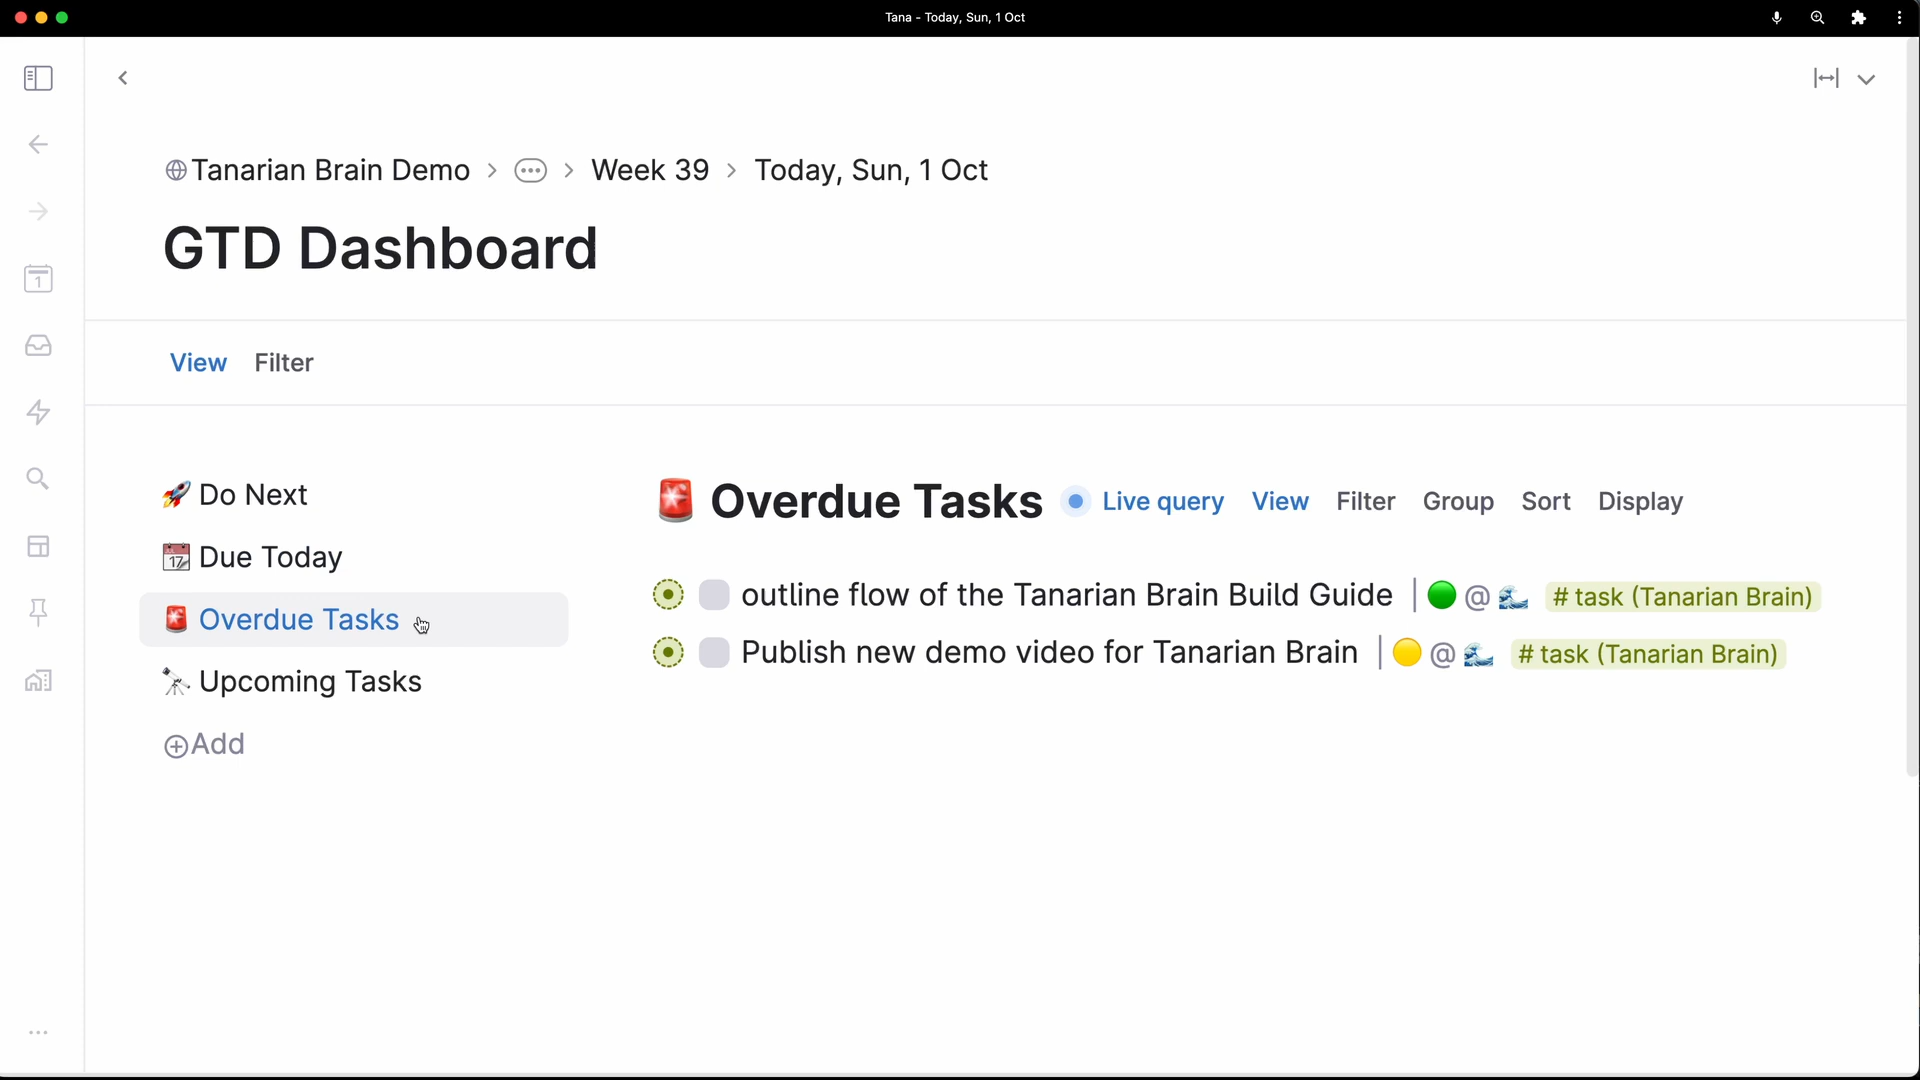 Tana - Today, Sun, 1 Oct
Tanarian Brain Demo > ... > Week 39 > Today, Sun, 1 Oct
GTD Dashboard
View Filter
🚀 Do Next
📆 Due Today
🚨 Overdue Tasks
🔭 Upcoming Tasks
Add
🚨 Overdue Tasks Live query View Filter Group Sort Display
outline flow of the Tanarian Brain Build Guide | 🟢 @ 🌊 # task (Tanarian Brain)
Publish new demo video for Tanarian Brain | 🟡 @ 🌊 # task (Tanarian Brain)